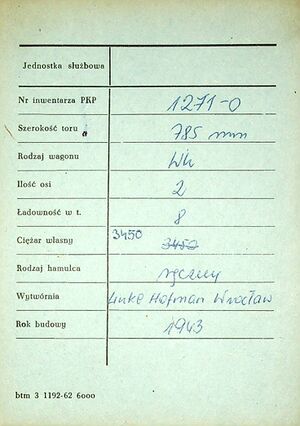 Jednostka służbowa
Nr inwentarza PKP 1271-0
Szerokość toru 785 mm
Rodzaj wagonu Wk
Ilość osi 2
Ładowność w t. 8
Ciężar własny 3450 3450
Rodzaj hamulca ręczny
Wytwórnia Linke Hofman Wrocław
Rok budowy 1943
btm 3 1192-62 6000